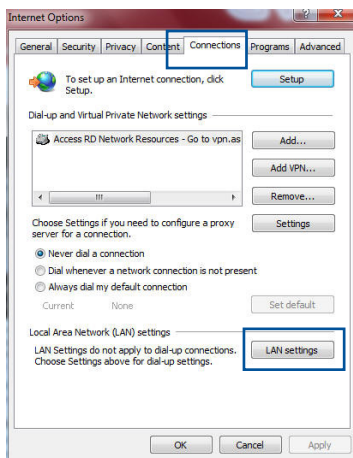 Internet Options
General Security Privacy Content Connections Programs Advanced
To set up an Internet connection, click
Setup.
Setup
Dial-up and Virtual Private Network settings
Access RD Network Resources - Go to vpn.as
Add...
Add VPN...
Remove...
Choose Settings if you need to configure a proxy
server for a connection.
Settings
Never dial a connection
Dial whenever a network connection is not present
Always dial my default connection
Current None
Set default
Local Area Network (LAN) settings
LAN Settings do not apply to dial-up connections.
Choose Settings above for dial-up settings.
LAN settings
OK Cancel Apply